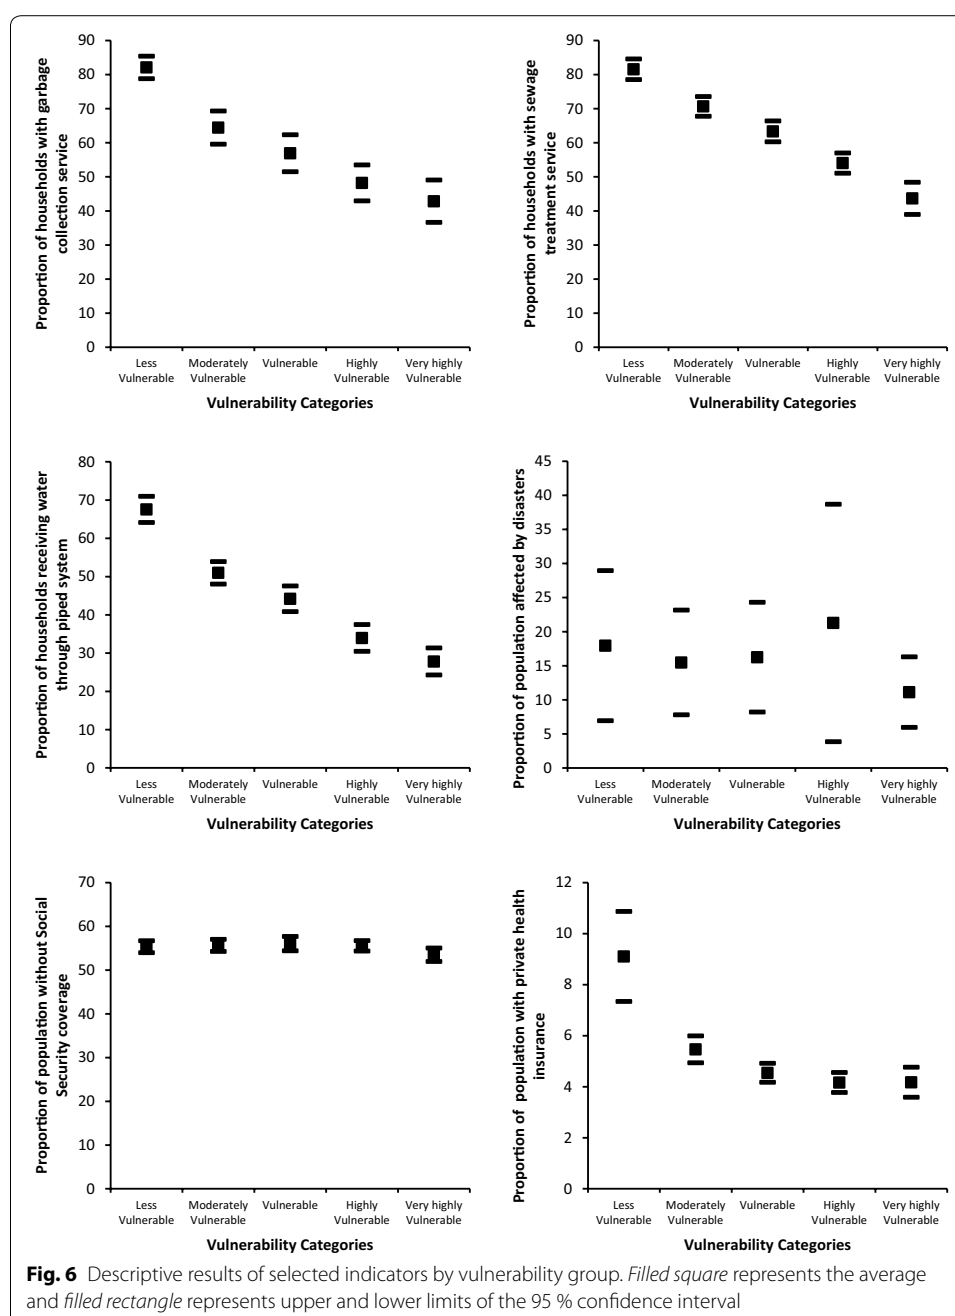 90
80
70
60
50
40
30
20
10
0
Proportion of households with garbage
collection service
Less
Vulnerable
Moderately
Vulnerable
Vulnerable
Highly
Vulnerable
Very highly
Vulnerable
Vulnerability Categories
90
80
70
60
50
40
30
20
10
0
Proportion of households with sewage
treatment service
Less
Vulnerable
Moderately
Vulnerable
Vulnerable
Highly
Vulnerable
Very highly
Vulnerable
Vulnerability Categories
80
70
60
50
40
30
20
10
0
Proportion of households receiving water
through piped system
Less
Vulnerable
Moderately
Vulnerable
Vulnerable
Highly
Vulnerable
Very highly
Vulnerable
Vulnerability Categories
45
40
35
30
25
20
15
10
5
0
Proportion of population affected by disasters
Less
Vulnerable
Moderately
Vulnerable
Vulnerable
Highly
Vulnerable
Very highly
Vulnerable
Vulnerability Categories
70
60
50
40
30
20
10
0
Proportion of population without Social
Security coverage
Less
Vulnerable
Moderately
Vulnerable
Vulnerable
Highly
Vulnerable
Very highly
Vulnerable
Vulnerability Categories
12
10
8
6
4
2
0
Proportion of population with private health
insurance
Less
Vulnerable
Moderately
Vulnerable
Vulnerable
Highly
Vulnerable
Very highly
Vulnerable
Vulnerability Categories
Fig. 6 Descriptive results of selected indicators by vulnerability group. Filled square represents the average
and filled rectangle represents upper and lower limits of the 95 % confidence interval